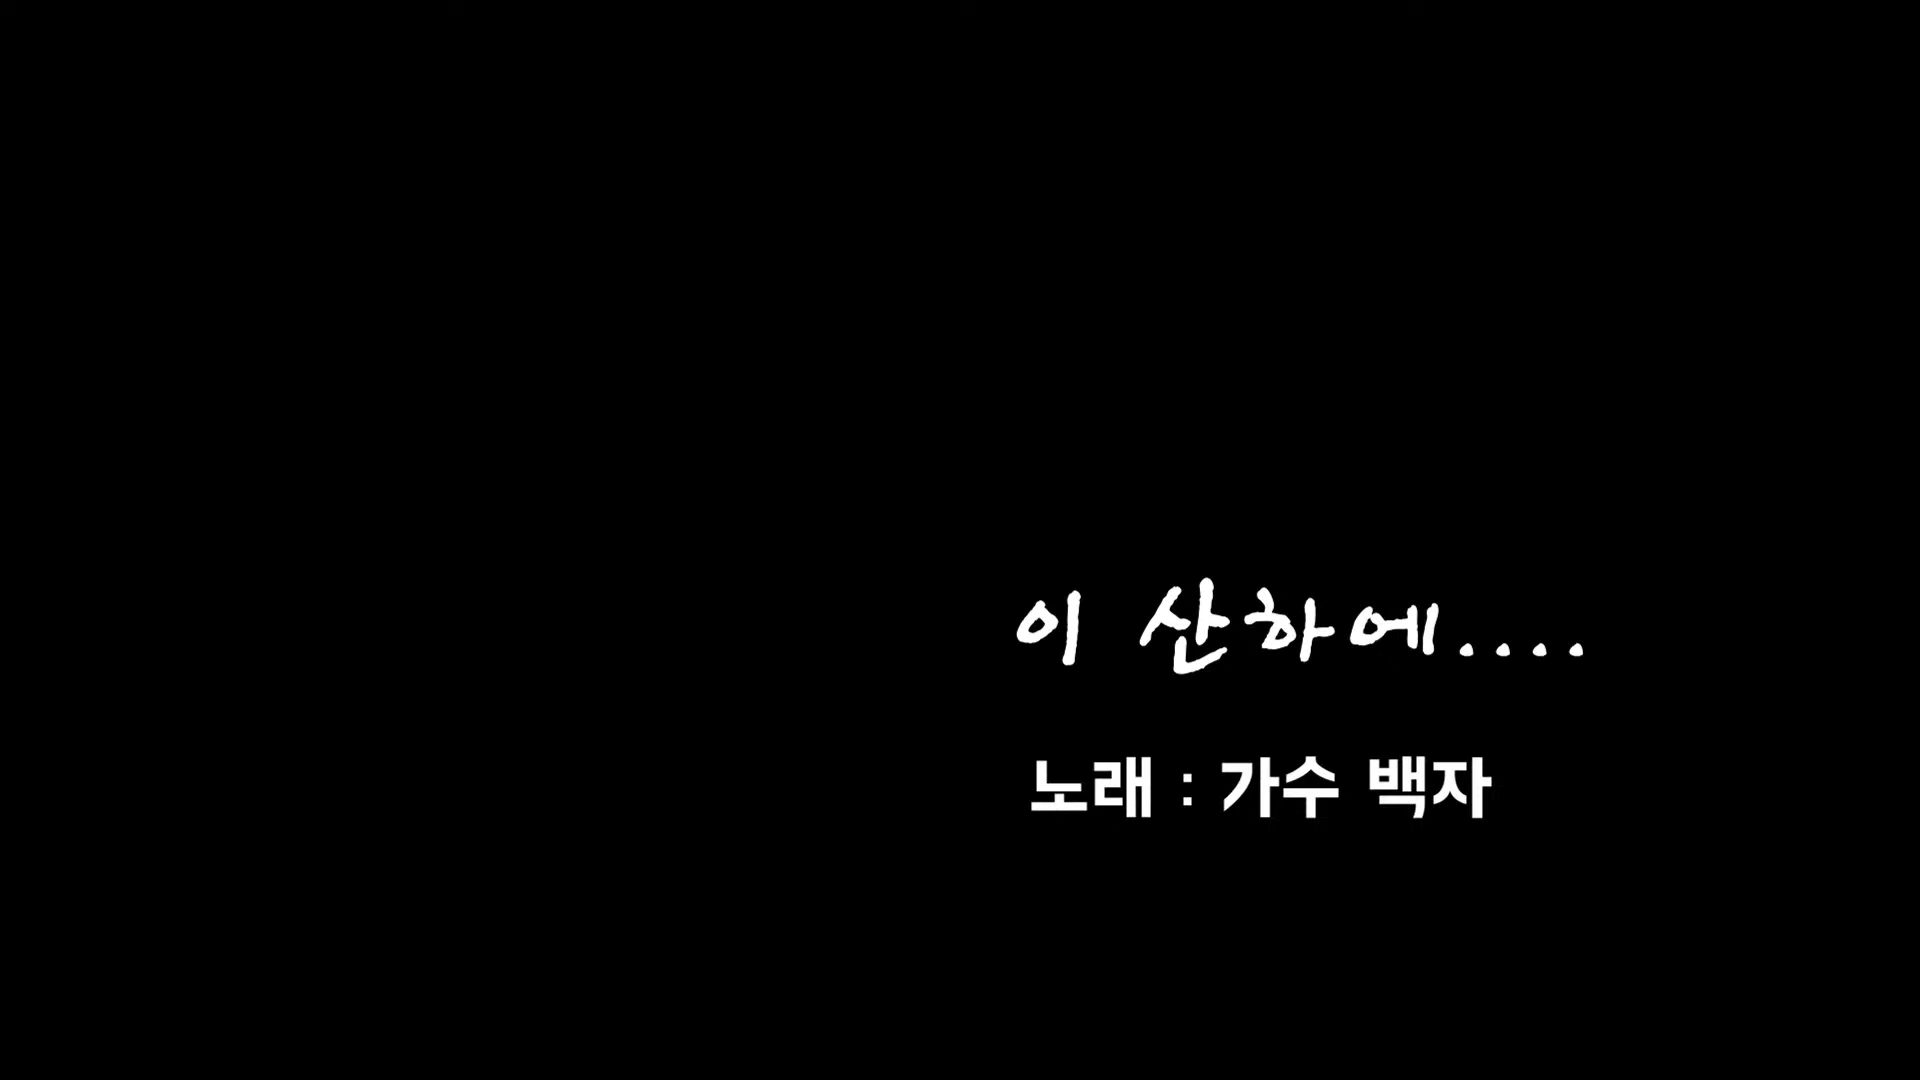 이 산하에....
노래 : 가수 백자